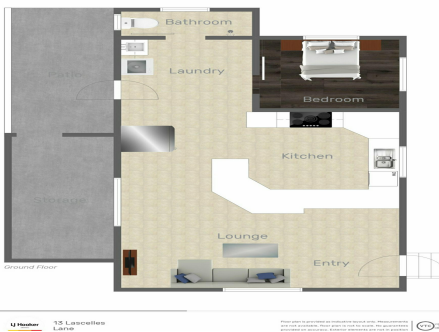 Bathroom
Patio
Laundry
Bedroom
Kitchen
Storage
Lounge
Entry
Ground Floor
LJ Hooker
13 Lascelles
Lane